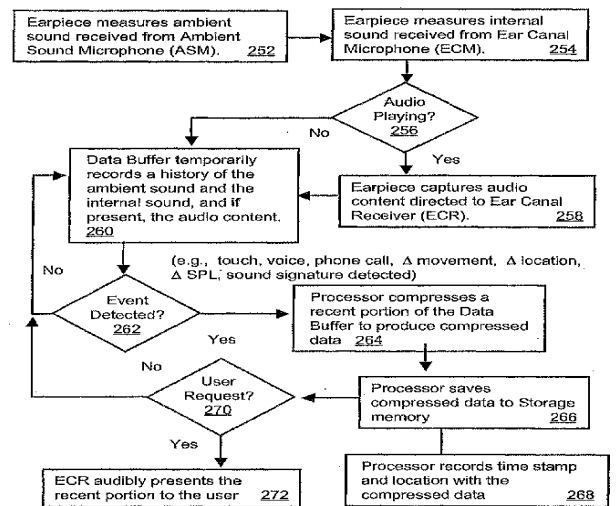 Earpiece measures ambient
sound received from Ambient
Sound Microphone (ASM). 252
Earpiece measures internal
sound received from Ear Canal
Microphone (ECM). 254
Audio
Playing?
256
No
Yes
Data Buffer temporarily
records a history of the
ambient sound and the
internal sound, and if
present, the audio content.
260
Earpiece captures audio
content directed to Ear Canal
Receiver (ECR). 258
(e.g., touch, voice, phone call, Δ movement, Δ location,
Δ SPL, sound signature detected)
No
Event
Detected?
262
Yes
Processor compresses a
recent portion of the Data
Buffer to produce compressed
data 264
No
User
Request?
270
Processor saves
compressed data to Storage
memory 266
Yes
ECR audibly presents the
recent portion to the user 272
Processor records time stamp
and location with the
compressed data 268